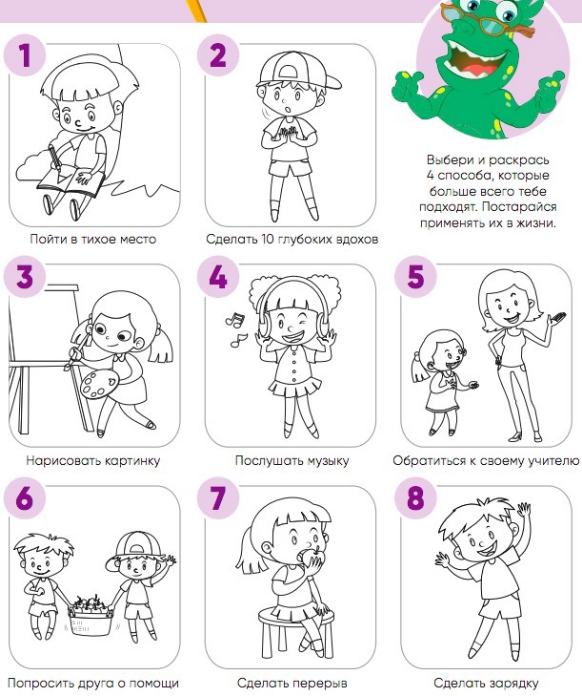 1
2
Выбери и раскрась
4 способа, которые
больше всего тебе
подходят. Постарайся
применять их в жизни.
Пойти в тихое место
Сделать 10 глубоких вдохов
3
4
5
Нарисовать картинку
Послушать музыку
Обратиться к своему учителю
6
7
8
Попросить друга о помощи
Сделать перерыв
Сделать зарядку